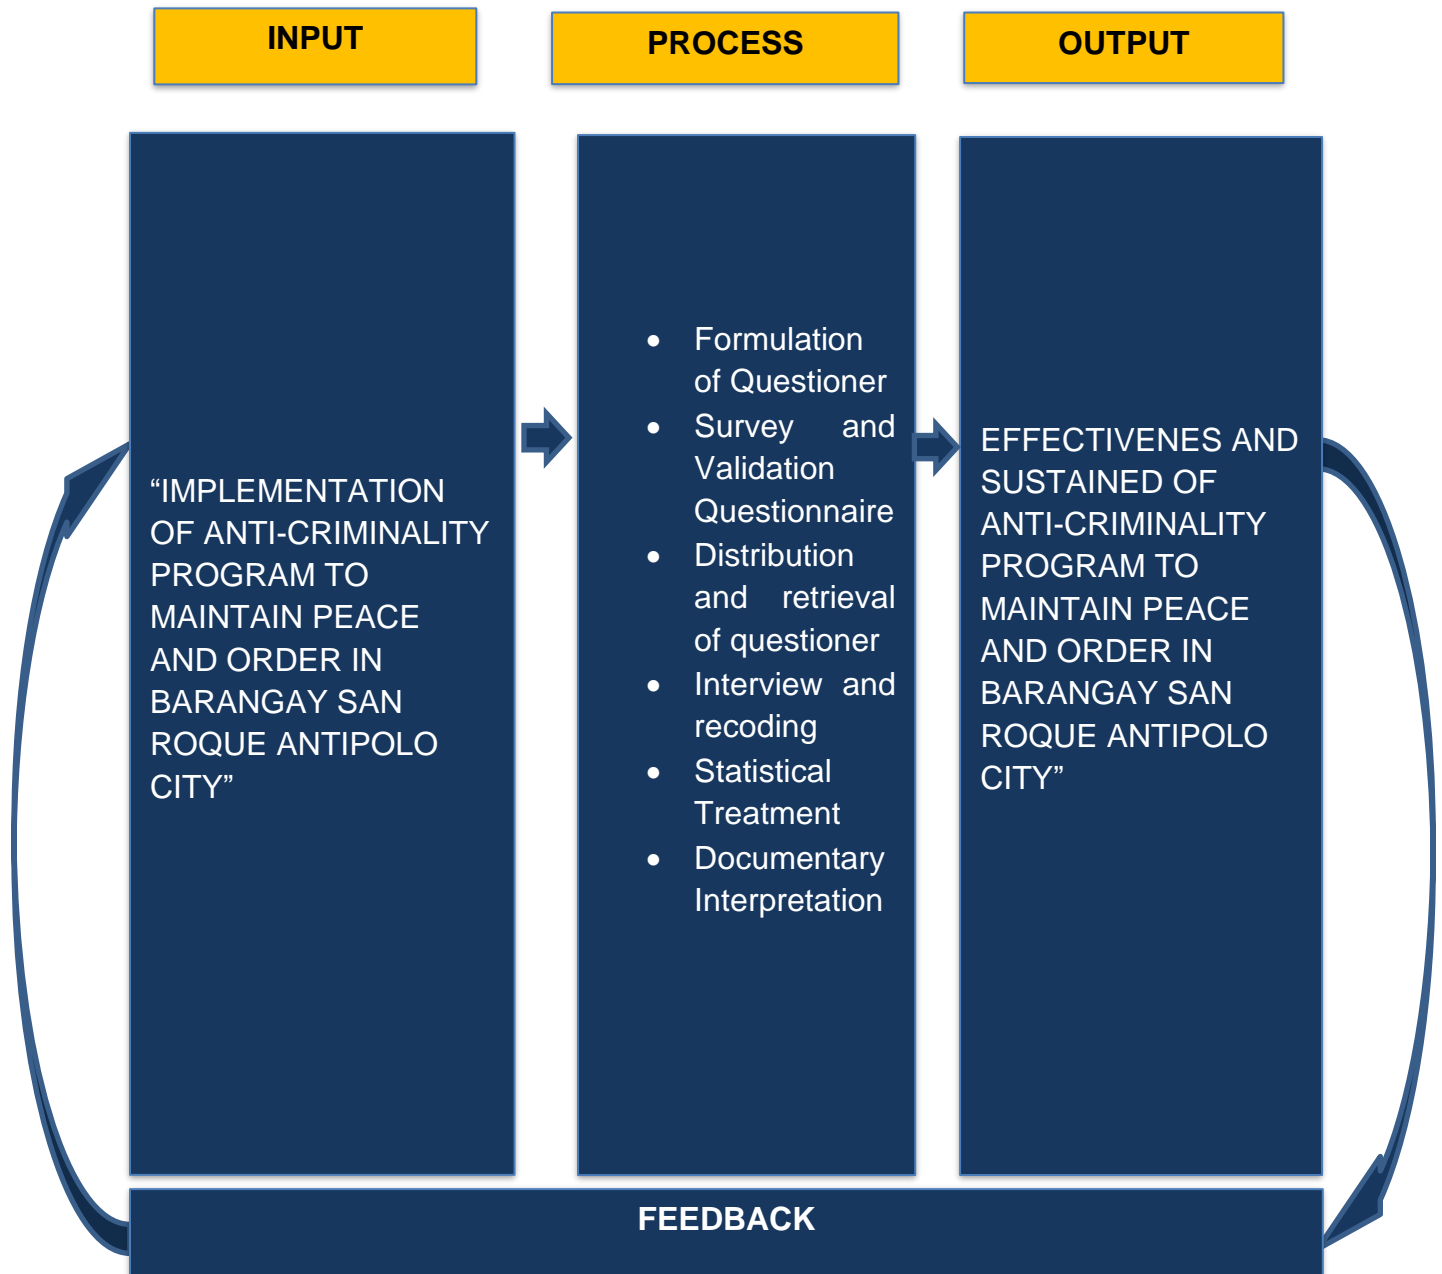 INPUT
PROCESS
OUTPUT
“IMPLEMENTATION
OF ANTI-CRIMINALITY
PROGRAM TO
MAINTAIN PEACE
AND ORDER IN
BARANGAY SAN
ROQUE ANTIPOLO
CITY”
• Formulation
of Questioner
• Survey and
Validation
Questionnaire
• Distribution
and retrieval
of questioner
• Interview and
recoding
• Statistical
Treatment
• Documentary
Interpretation
EFFECTIVENES AND
SUSTAINED OF
ANTI-CRIMINALITY
PROGRAM TO
MAINTAIN PEACE
AND ORDER IN
BARANGAY SAN
ROQUE ANTIPOLO
CITY”
FEEDBACK